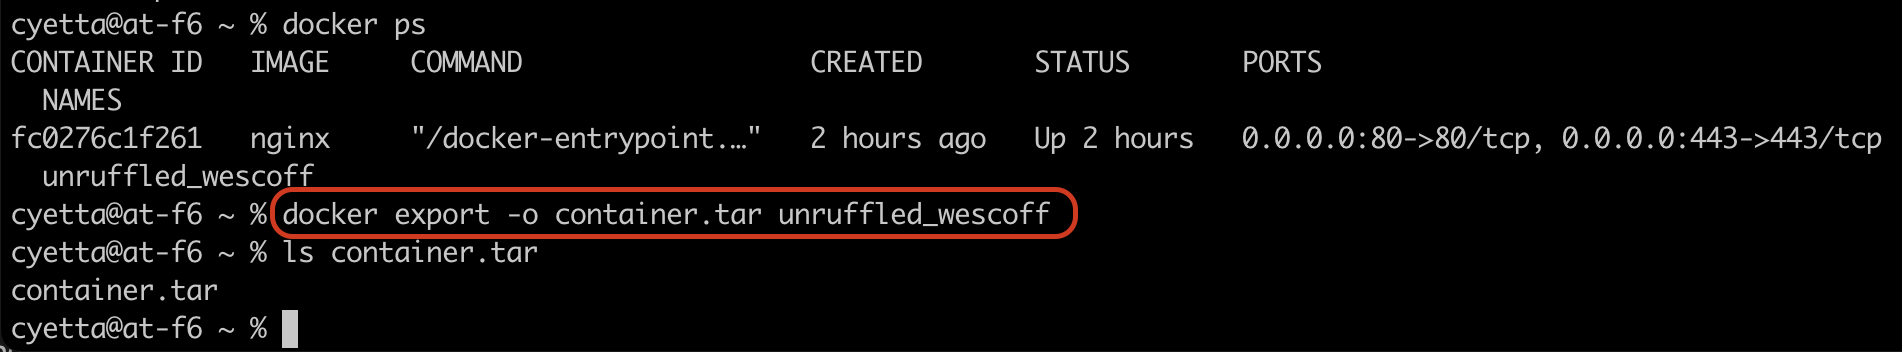 cyetta@at-f6 ~ % docker ps
CONTAINER ID   IMAGE     COMMAND                  CREATED       STATUS       PORTS
  NAMES
fc0276c1f261   nginx     "/docker-entrypoint.…"   2 hours ago   Up 2 hours   0.0.0.0:80->80/tcp, 0.0.0.0:443->443/tcp
  unruffled_wescoff
cyetta@at-f6 ~ % docker export -o container.tar unruffled_wescoff
cyetta@at-f6 ~ % ls container.tar
container.tar
cyetta@at-f6 ~ %